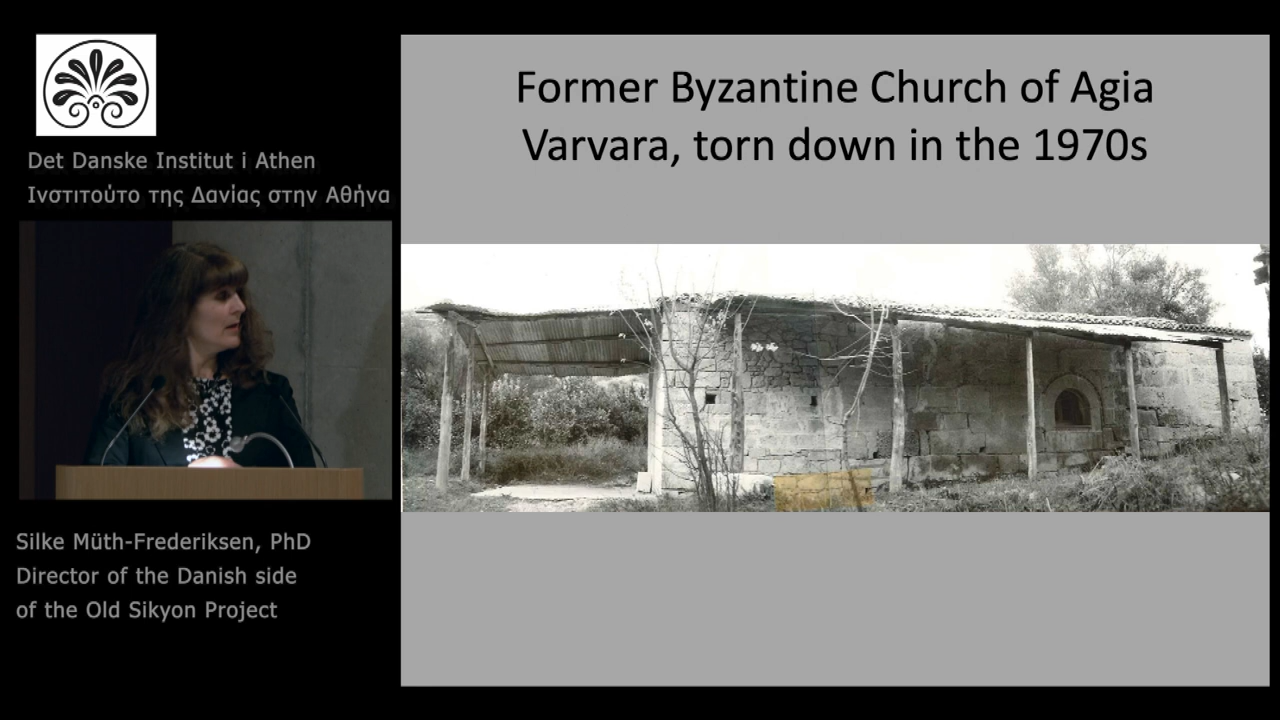 Det Danske Institut i Athen
Ινστιτούτο της Δανίας στην Αθήνα
Former Byzantine Church of Agia
Varvara, torn down in the 1970s
Silke Müth-Frederiksen, PhD
Director of the Danish side
of the Old Sikyon Project